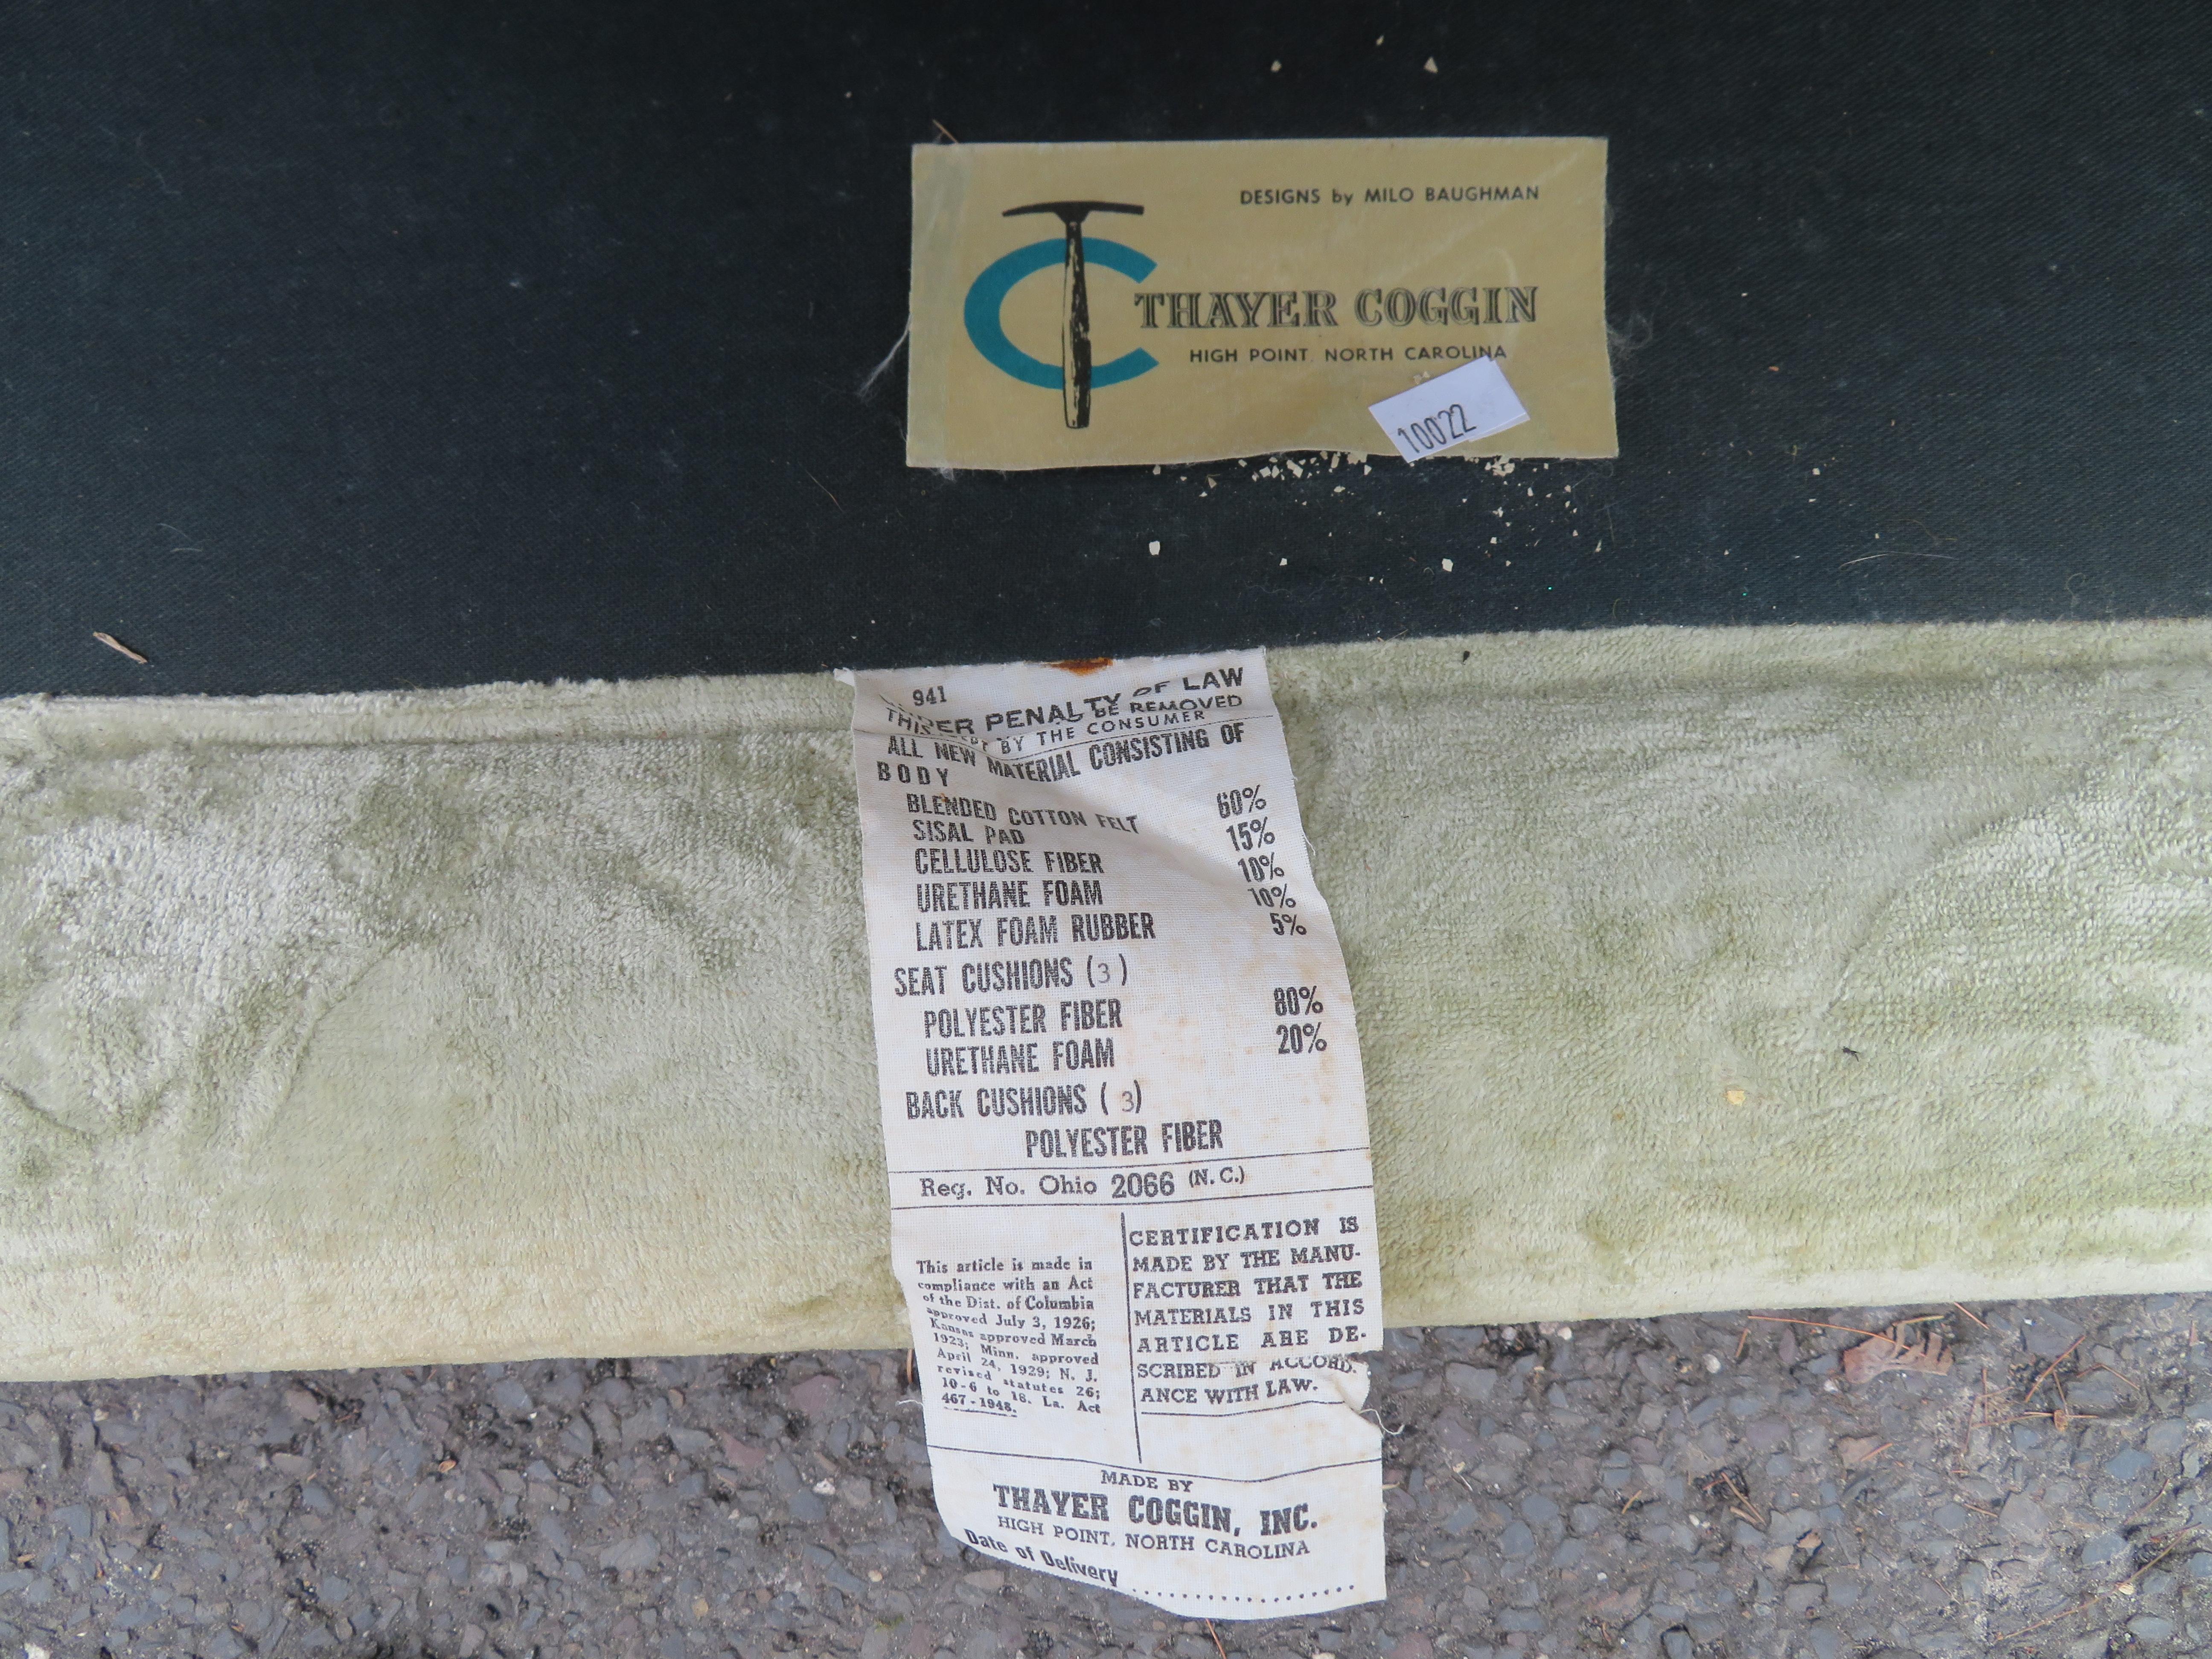 DESIGNS by MILO BAUGHMAN
THAYER COGGIN
HIGH POINT, NORTH CAROLINA
10022
941
PENALTY OF LAW
THIS BE REMOVED
BY THE CONSUMER
ALL NEW MATERIAL CONSISTING OF
BODY
BLENDED COTTON FELT 60%
SISAL PAD 15%
CELLULOSE FIBER 10%
URETHANE FOAM 10%
LATEX FOAM RUBBER 5%
SEAT CUSHIONS (3)
POLYESTER FIBER 80%
URETHANE FOAM 20%
BACK CUSHIONS (3)
POLYESTER FIBER
Reg. No. Ohio 2066 (N.C.)
This article is made in
compliance with an Act
of the Dist. of Columbia
approved July 3, 1926;
Kansas approved March
1923; Minn. approved
April 24, 1929; N. J.
revised statutes 26;
10-6 to 18. La. Act
467-1948.
CERTIFICATION IS
MADE BY THE MANU-
FACTURER THAT THE
MATERIALS IN THIS
ARTICLE ARE DE-
SCRIBED IN ACCORD-
ANCE WITH LAW.
MADE BY
THAYER COGGIN, INC.
HIGH POINT, NORTH CAROLINA
Date of Delivery ....................